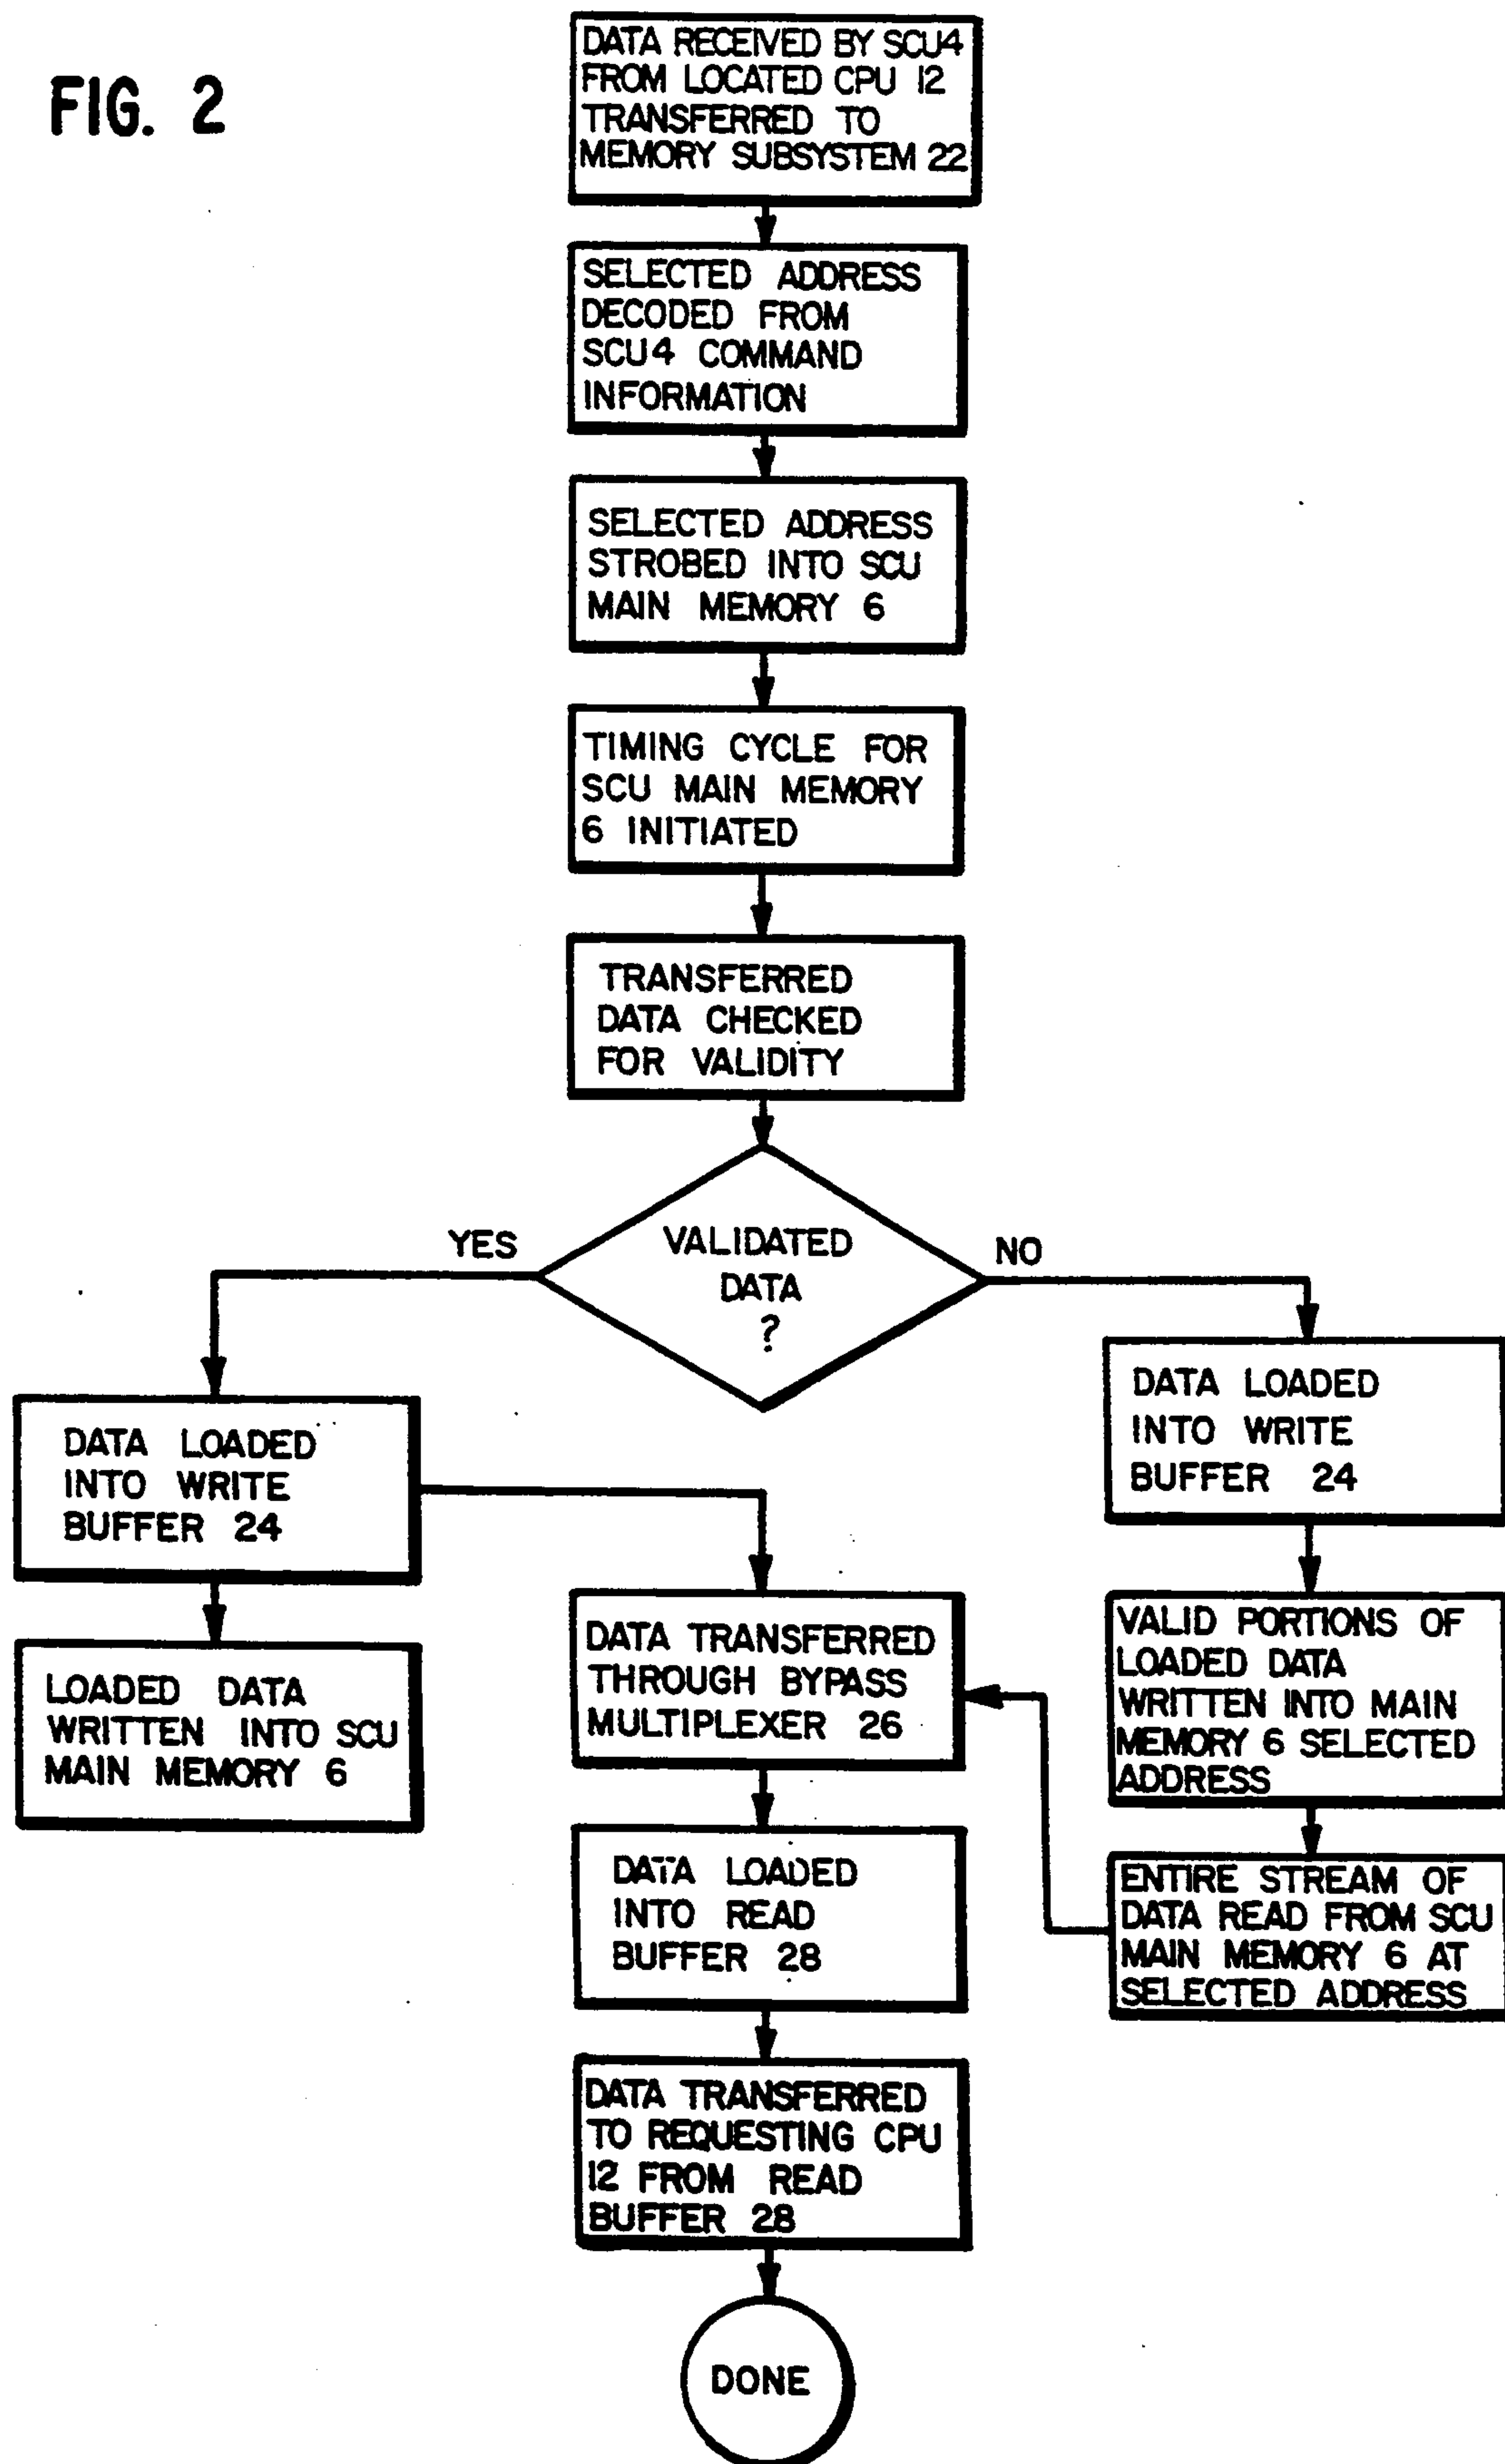 FIG. 2
DATA RECEIVED BY SCU4
FROM LOCATED CPU 12
TRANSFERRED TO
MEMORY SUBSYSTEM 22
SELECTED ADDRESS
DECODED FROM
SCU4 COMMAND
INFORMATION
SELECTED ADDRESS
STROBED INTO SCU
MAIN MEMORY 6
TIMING CYCLE FOR
SCU MAIN MEMORY
6 INITIATED
TRANSFERRED
DATA CHECKED
FOR VALIDITY
VALIDATED
DATA
?
YES
NO
DATA LOADED
INTO WRITE
BUFFER 24
LOADED DATA
WRITTEN INTO SCU
MAIN MEMORY 6
DATA LOADED
INTO WRITE
BUFFER 24
VALID PORTIONS OF
LOADED DATA
WRITTEN INTO MAIN
MEMORY 6 SELECTED
ADDRESS
ENTIRE STREAM OF
DATA READ FROM SCU
MAIN MEMORY 6 AT
SELECTED ADDRESS
DATA TRANSFERRED
THROUGH BYPASS
MULTIPLEXER 26
DATA LOADED
INTO READ
BUFFER 28
DATA TRANSFERRED
TO REQUESTING CPU
12 FROM READ
BUFFER 28
DONE